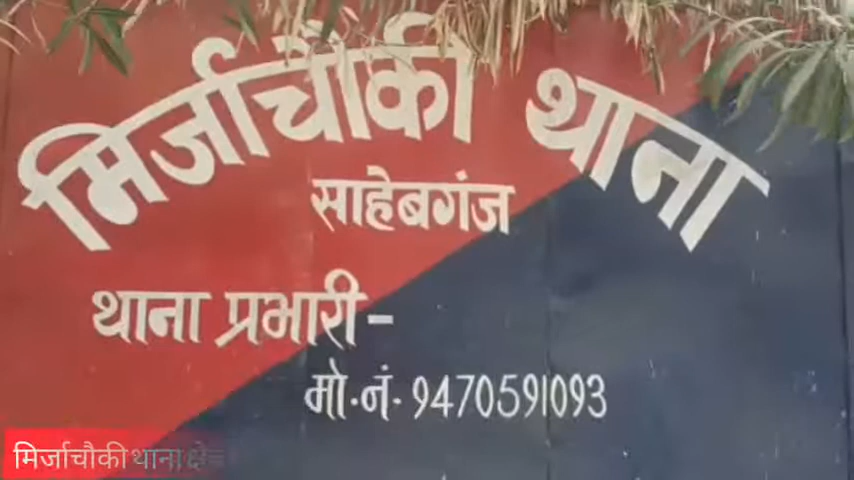 मिर्जाचौकी थाना
साहेबगंज
थाना प्रभारी-
मो.नं.-9470591093
मिर्जाचौकी थाना क्षे